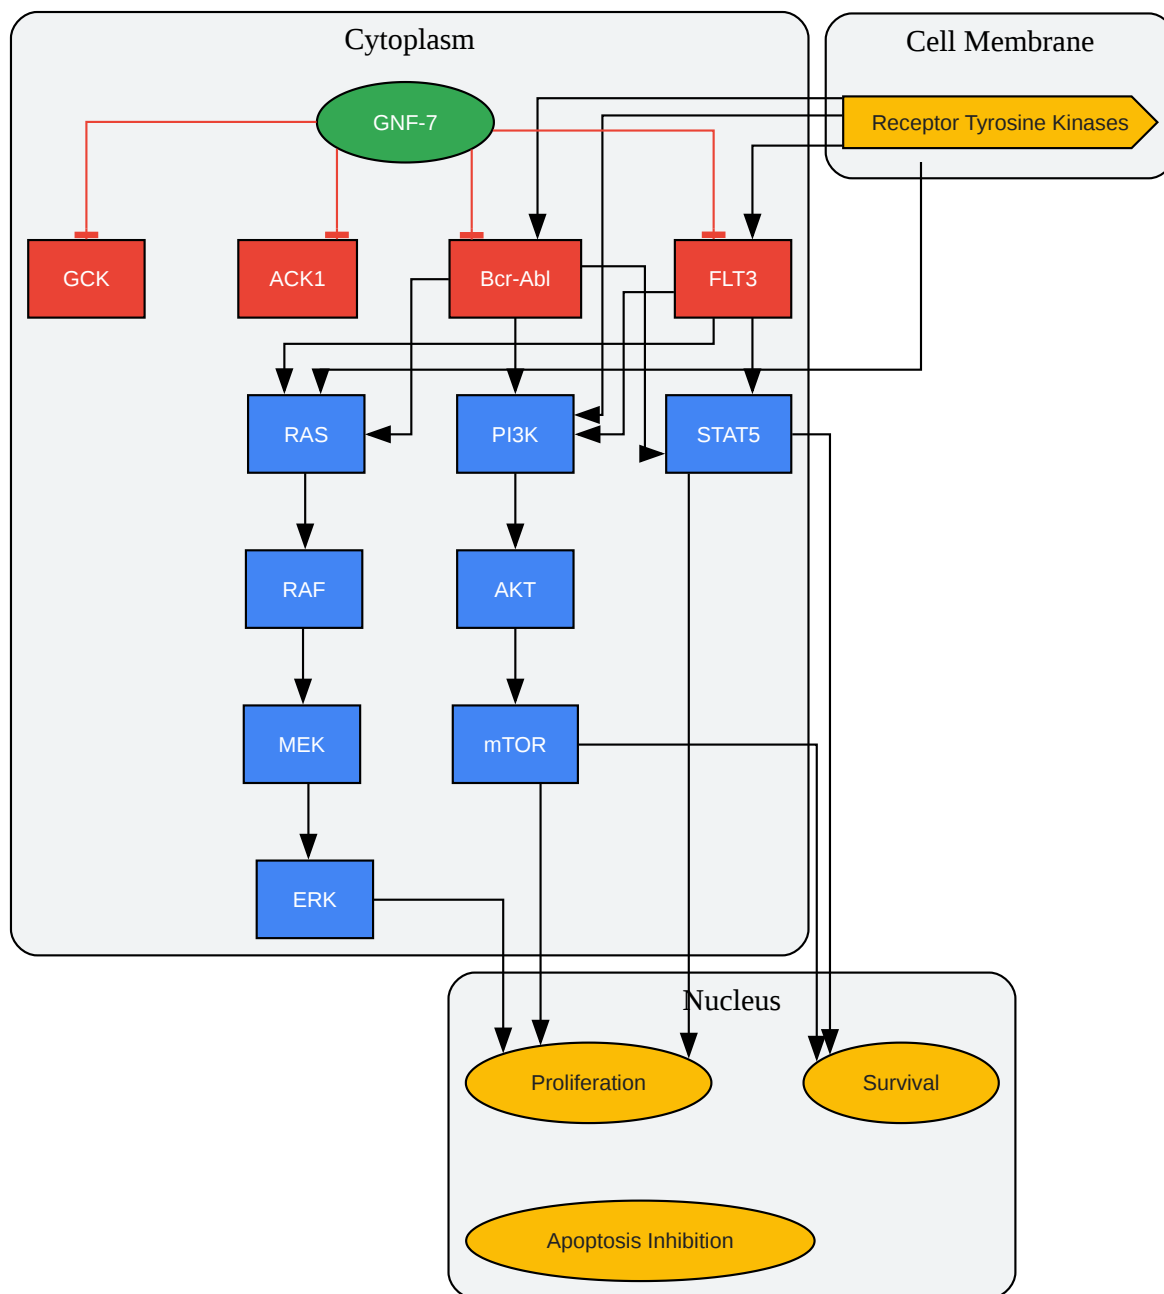 Cytoplasm
Cell Membrane
GNF-7
Receptor Tyrosine Kinases
GCK
ACK1
Bcr-Abl
FLT3
RAS
PI3K
STAT5
RAF
AKT
MEK
mTOR
ERK
Nucleus
Proliferation
Survival
Apoptosis Inhibition